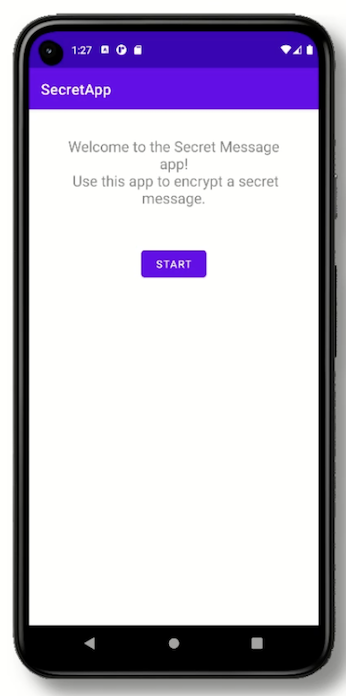 1:27
SecretApp
Welcome to the Secret Message
app!
Use this app to encrypt a secret
message.
START